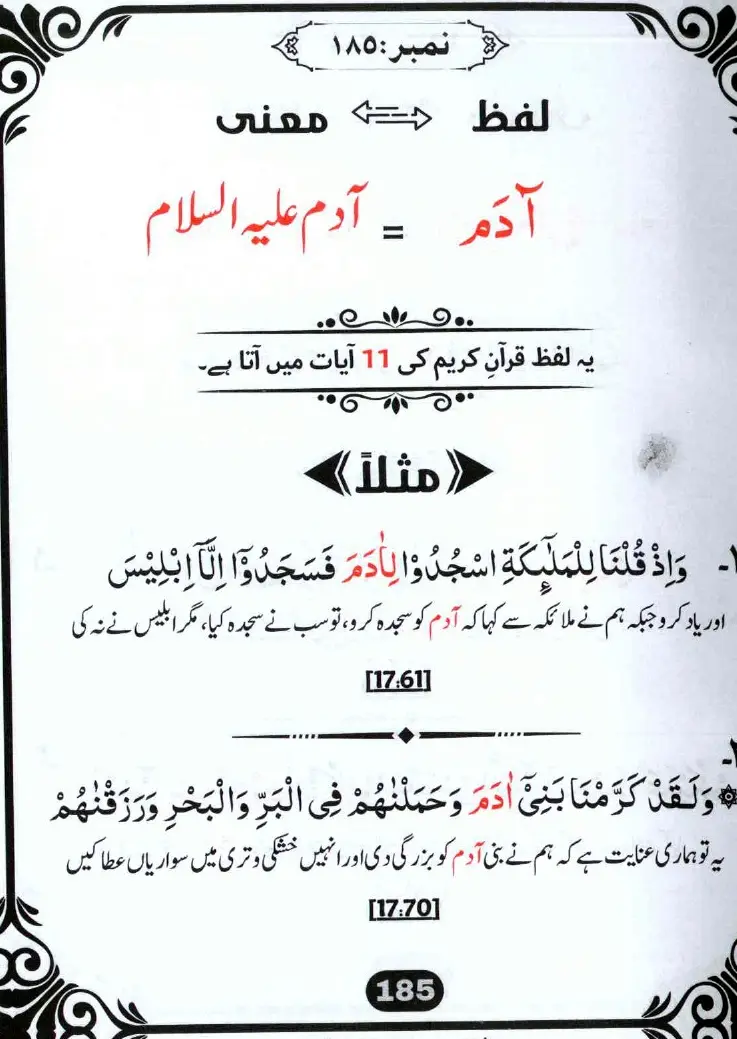 نمبر: ۱۸۵
لفظ ⇐⇒ معنی
آدَم = آدم علیہ السلام
یہ لفظ قرآنِ کریم کی 11 آیات میں آتا ہے۔
مثلاً
۱- وَاِذْ قُلْنَا لِلْمَلٰٓىِٕكَةِ اسْجُدُوْا لِاٰدَمَ فَسَجَدُوْٓا اِلَّآ اِبْلِيْسَ
اور یاد کرو جبکہ ہم نے ملائکہ سے کہا کہ آدم کو سجدہ کرو، تو سب نے سجدہ کیا، مگر ابلیس نے نہ کی
[17:61]
وَلَقَدْ كَرَّمْنَا بَنِىْٓ اٰدَمَ وَحَمَلْنٰهُمْ فِى الْبَرِّ وَالْبَحْرِ وَرَزَقْنٰهُمْ
یہ تو ہماری عنایت ہے کہ ہم نے بنی آدم کو بزرگی دی اور انہیں خشکی و تری میں سواریاں عطا کیں
[17:70]
185